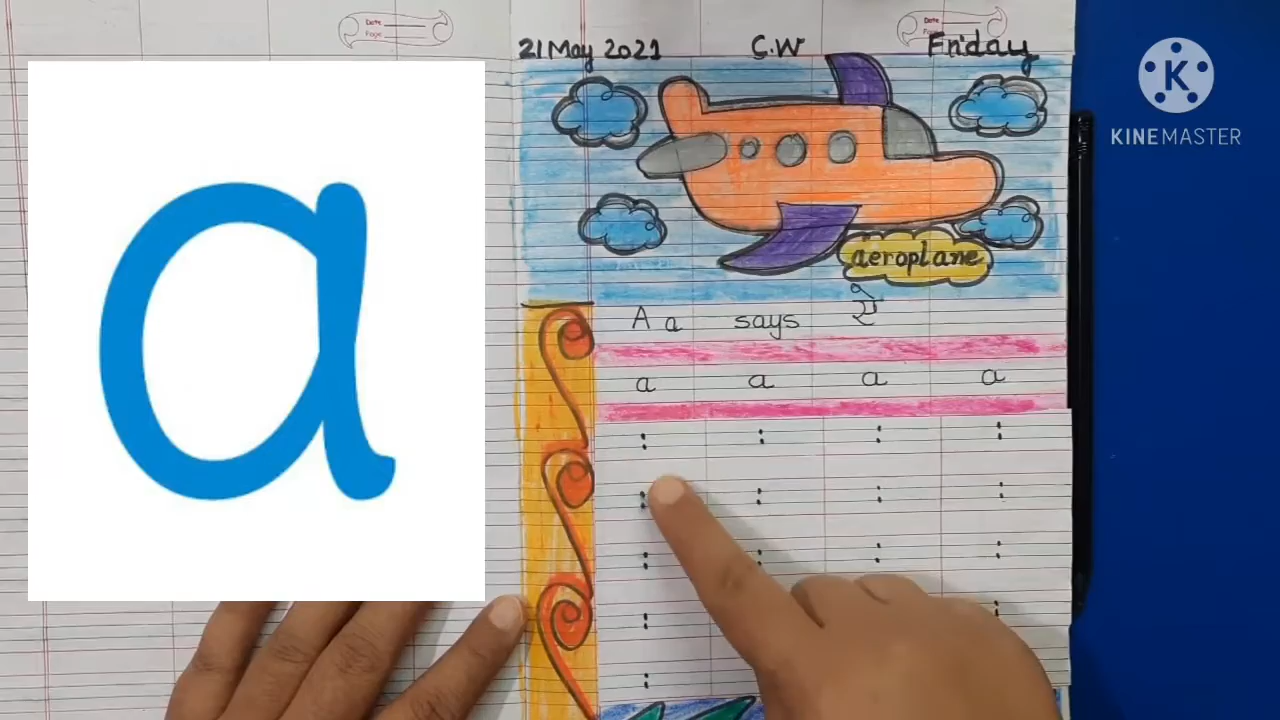 Date
Page
Date
Page
21 May 2021 C.W Friday
K
KINEMASTER
a
aeroplane
A a says ऐ
a a a a